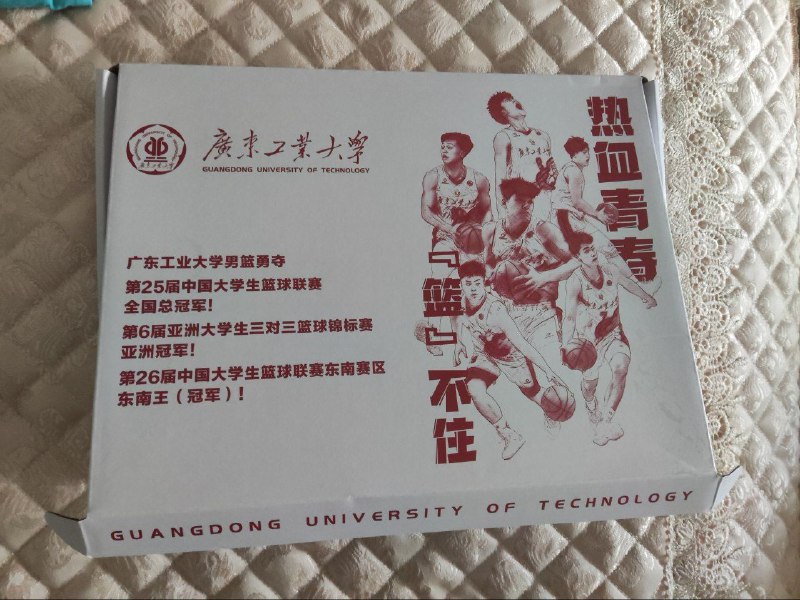 廣東工業大學
GUANGDONG UNIVERSITY OF TECHNOLOGY
广东工业大学男篮勇夺
第25届中国大学生篮球联赛
全国总冠军！
第6届亚洲大学生三对三篮球锦标赛
亚洲冠军！
第26届中国大学生篮球联赛东南赛区
东南王（冠军）！
热血青春
『篮』不住
GUANGDONG UNIVERSITY OF TECHNOLOGY